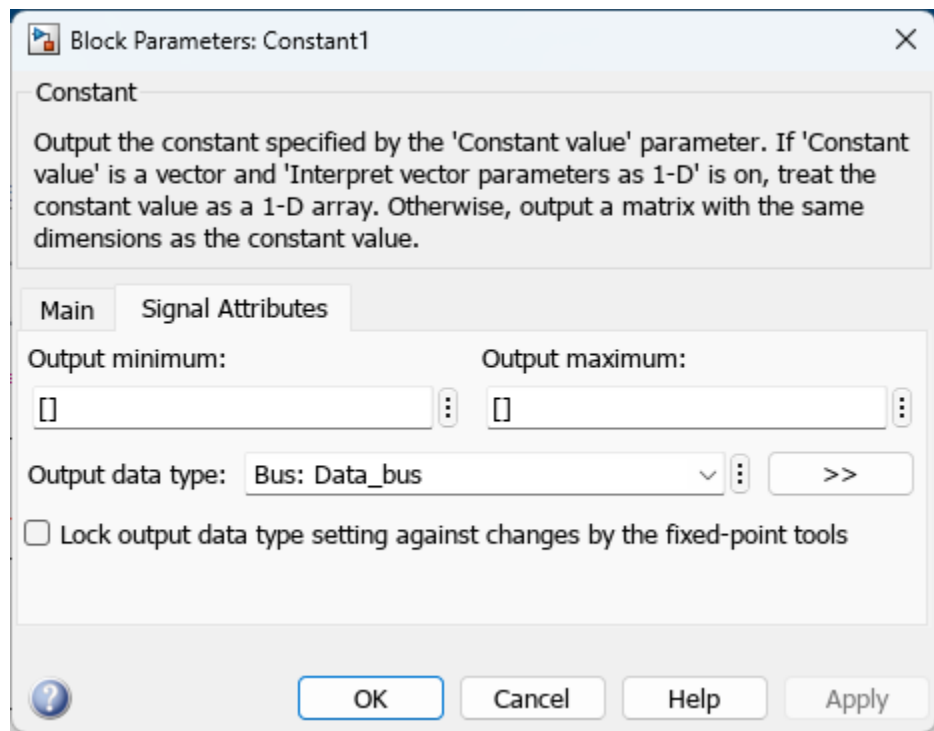 Block Parameters: Constant1
Constant
Output the constant specified by the 'Constant value' parameter. If 'Constant
value' is a vector and 'Interpret vector parameters as 1-D' is on, treat the
constant value as a 1-D array. Otherwise, output a matrix with the same
dimensions as the constant value.
Main Signal Attributes
Output minimum: Output maximum:
[] []
Output data type: Bus: Data_bus >>
Lock output data type setting against changes by the fixed-point tools
? OK Cancel Help Apply